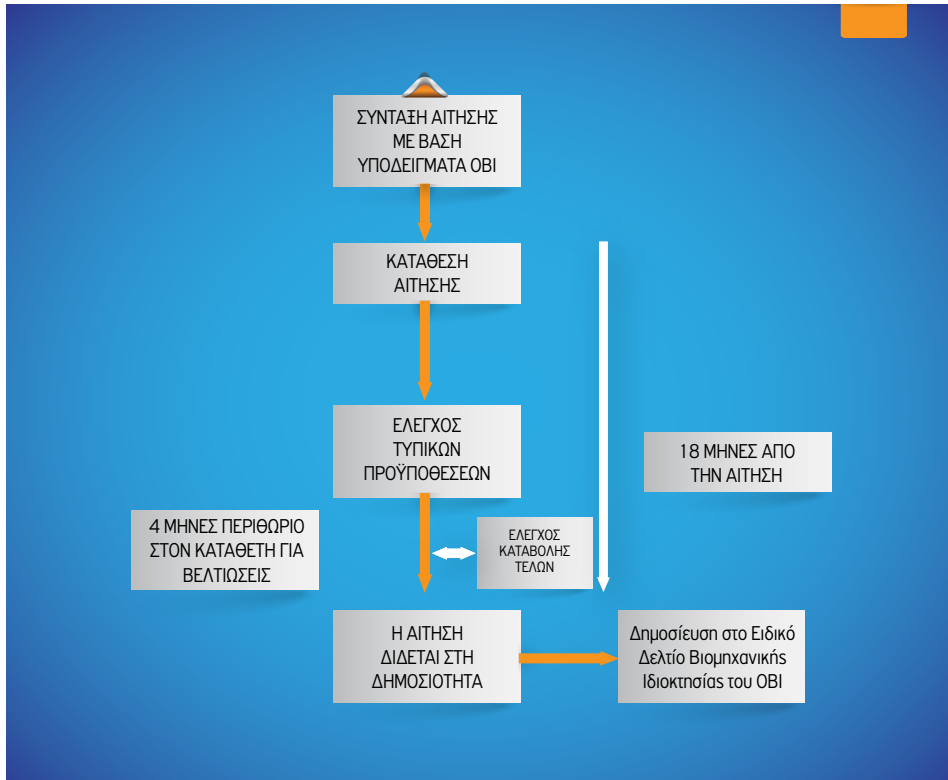 ΣΥΝΤΑΞΗ ΑΙΤΗΣΗΣ
ΜΕ ΒΑΣΗ
ΥΠΟΔΕΙΓΜΑΤΑ ΟΒΙ
ΚΑΤΑΘΕΣΗ
ΑΙΤΗΣΗΣ
ΕΛΕΓΧΟΣ
ΤΥΠΙΚΩΝ
ΠΡΟΫΠΟΘΕΣΕΩΝ
18 ΜΗΝΕΣ ΑΠΟ
ΤΗΝ ΑΙΤΗΣΗ
4 ΜΗΝΕΣ ΠΕΡΙΘΩΡΙΟ
ΣΤΟΝ ΚΑΤΑΘΕΤΗ ΓΙΑ
ΒΕΛΤΙΩΣΕΙΣ
ΕΛΕΓΧΟΣ
ΚΑΤΑΒΟΛΗΣ
ΤΕΛΩΝ
Η ΑΙΤΗΣΗ
ΔΙΔΕΤΑΙ ΣΤΗ
ΔΗΜΟΣΙΟΤΗΤΑ
Δημοσίευση στο Ειδικό
Δελτίο Βιομηχανικής
Ιδιοκτησίας του ΟΒΙ